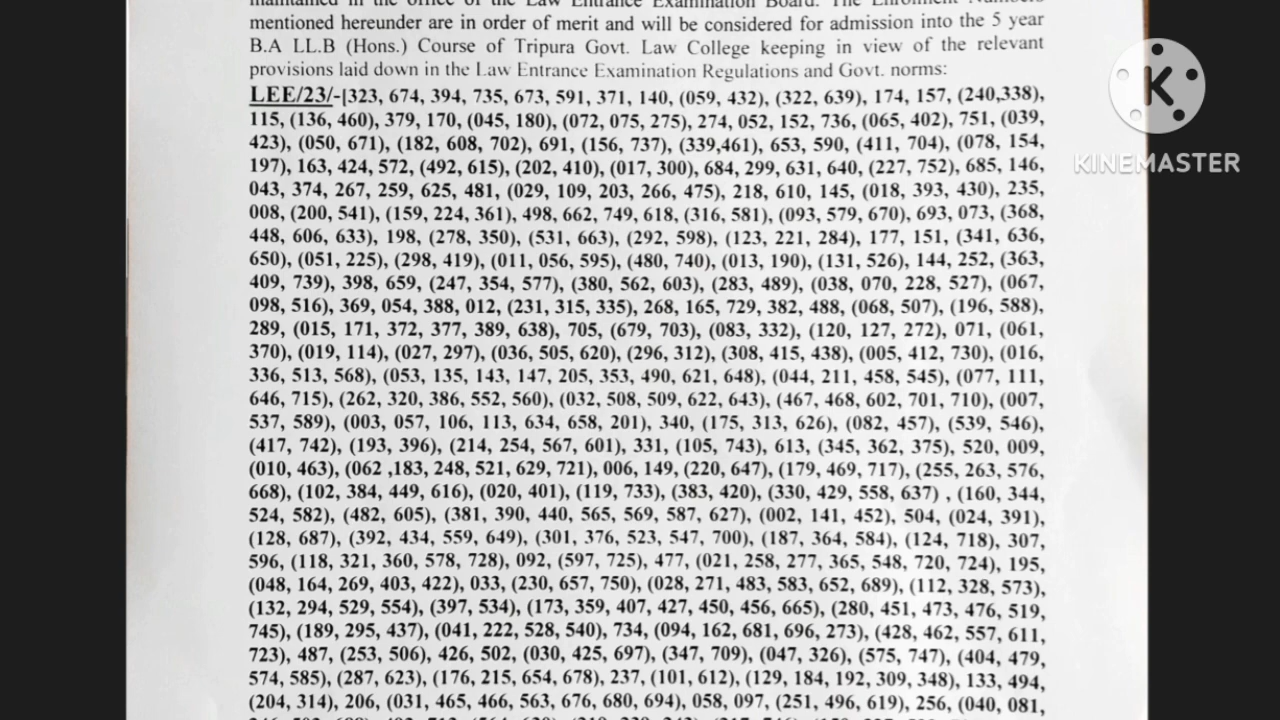 maintained in the office of the Law Entrance Examination Board. The Enrolment Numbers
mentioned hereunder are in order of merit and will be considered for admission into the 5 year
B.A LL.B (Hons.) Course of Tripura Govt. Law College keeping in view of the relevant
provisions laid down in the Law Entrance Examination Regulations and Govt. norms:
LEE/23/-[323, 674, 394, 735, 673, 591, 371, 140, (059, 432), (322, 639), 174, 157, (240,338),
115, (136, 460), 379, 170, (045, 180), (072, 075, 275), 274, 052, 152, 736, (065, 402), 751, (039,
423), (050, 671), (182, 608, 702), 691, (156, 737), (339,461), 653, 590, (411, 704), (078, 154,
197), 163, 424, 572, (492, 615), (202, 410), (017, 300), 684, 299, 631, 640, (227, 752), 685, 146,
043, 374, 267, 259, 625, 481, (029, 109, 203, 266, 475), 218, 610, 145, (018, 393, 430), 235,
008, (200, 541), (159, 224, 361), 498, 662, 749, 618, (316, 581), (093, 579, 670), 693, 073, (368,
448, 606, 633), 198, (278, 350), (531, 663), (292, 598), (123, 221, 284), 177, 151, (341, 636,
650), (051, 225), (298, 419), (011, 056, 595), (480, 740), (013, 190), (131, 526), 144, 252, (363,
409, 739), 398, 659, (247, 354, 577), (380, 562, 603), (283, 489), (038, 070, 228, 527), (067,
098, 516), 369, 054, 388, 012, (231, 315, 335), 268, 165, 729, 382, 488, (068, 507), (196, 588),
289, (015, 171, 372, 377, 389, 638), 705, (679, 703), (083, 332), (120, 127, 272), 071, (061,
370), (019, 114), (027, 297), (036, 505, 620), (296, 312), (308, 415, 438), (005, 412, 730), (016,
336, 513, 568), (053, 135, 143, 147, 205, 353, 490, 621, 648), (044, 211, 458, 545), (077, 111,
646, 715), (262, 320, 386, 552, 560), (032, 508, 509, 622, 643), (467, 468, 602, 701, 710), (007,
537, 589), (003, 057, 106, 113, 634, 658, 201), 340, (175, 313, 626), (082, 457), (539, 546),
(417, 742), (193, 396), (214, 254, 567, 601), 331, (105, 743), 613, (345, 362, 375), 520, 009,
(010, 463), (062 ,183, 248, 521, 629, 721), 006, 149, (220, 647), (179, 469, 717), (255, 263, 576,
668), (102, 384, 449, 616), (020, 401), (119, 733), (383, 420), (330, 429, 558, 637) , (160, 344,
524, 582), (482, 605), (381, 390, 440, 565, 569, 587, 627), (002, 141, 452), 504, (024, 391),
(128, 687), (392, 434, 559, 649), (301, 376, 523, 547, 700), (187, 364, 584), (124, 718), 307,
596, (118, 321, 360, 578, 728), 092, (597, 725), 477, (021, 258, 277, 365, 548, 720, 724), 195,
(048, 164, 269, 403, 422), 033, (230, 657, 750), (028, 271, 483, 583, 652, 689), (112, 328, 573),
(132, 294, 529, 554), (397, 534), (173, 359, 407, 427, 450, 456, 665), (280, 451, 473, 476, 519,
745), (189, 295, 437), (041, 222, 528, 540), 734, (094, 162, 681, 696, 273), (428, 462, 557, 611,
723), 487, (253, 506), 426, 502, (030, 425, 697), (347, 709), (047, 326), (575, 747), (404, 479,
574, 585), (287, 623), (176, 215, 654, 678), 237, (101, 612), (129, 184, 192, 309, 348), 133, 494,
(204, 314), 206, (031, 465, 466, 563, 676, 680, 694), 058, 097, (251, 496, 619), 256, (040, 081,
K
KINEMASTER